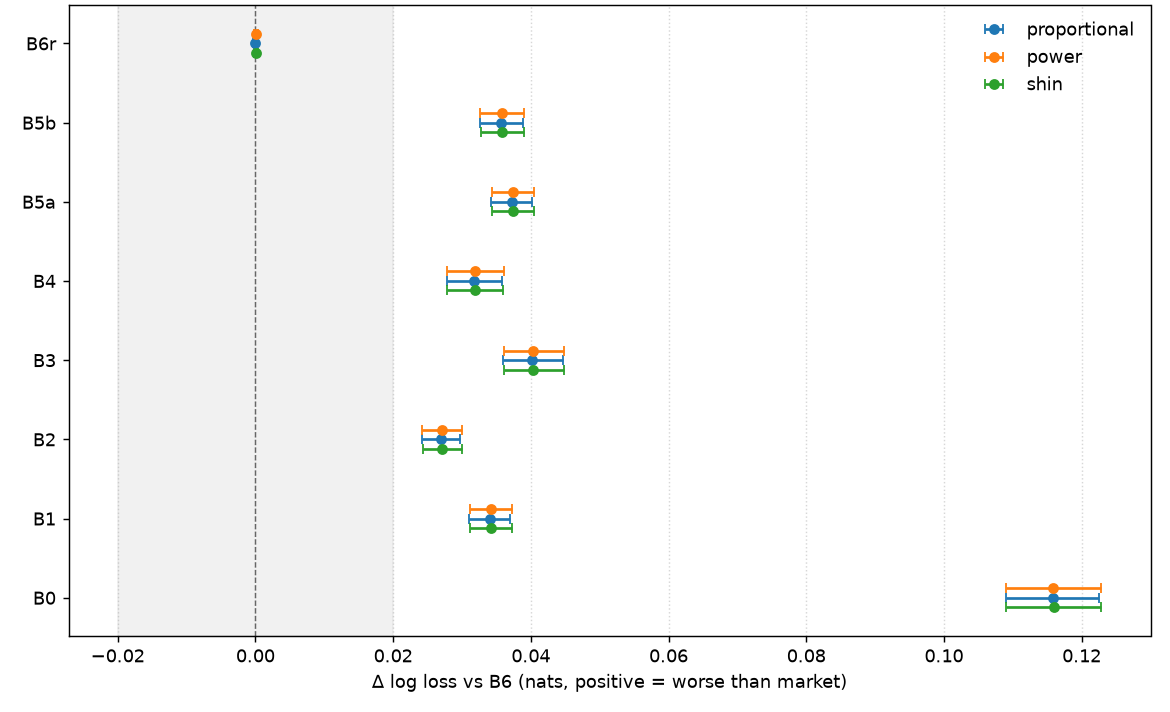 proportional
power
shin
B6r
B5b
B5a
B4
B3
B2
B1
B0
−0.02 0.00 0.02 0.04 0.06 0.08 0.10 0.12
Δ log loss vs B6 (nats, positive = worse than market)